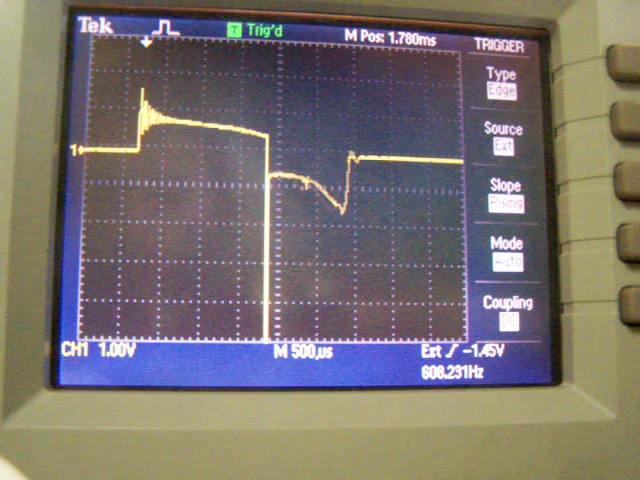 Tek
T Trig'd
M Pos: 1.780ms
TRIGGER
Type
Edge
Source
Ext
Slope
Rising
Mode
Auto
Coupling
1
CH1 1.00V
M 500µs
Ext -1.45V
608.231Hz